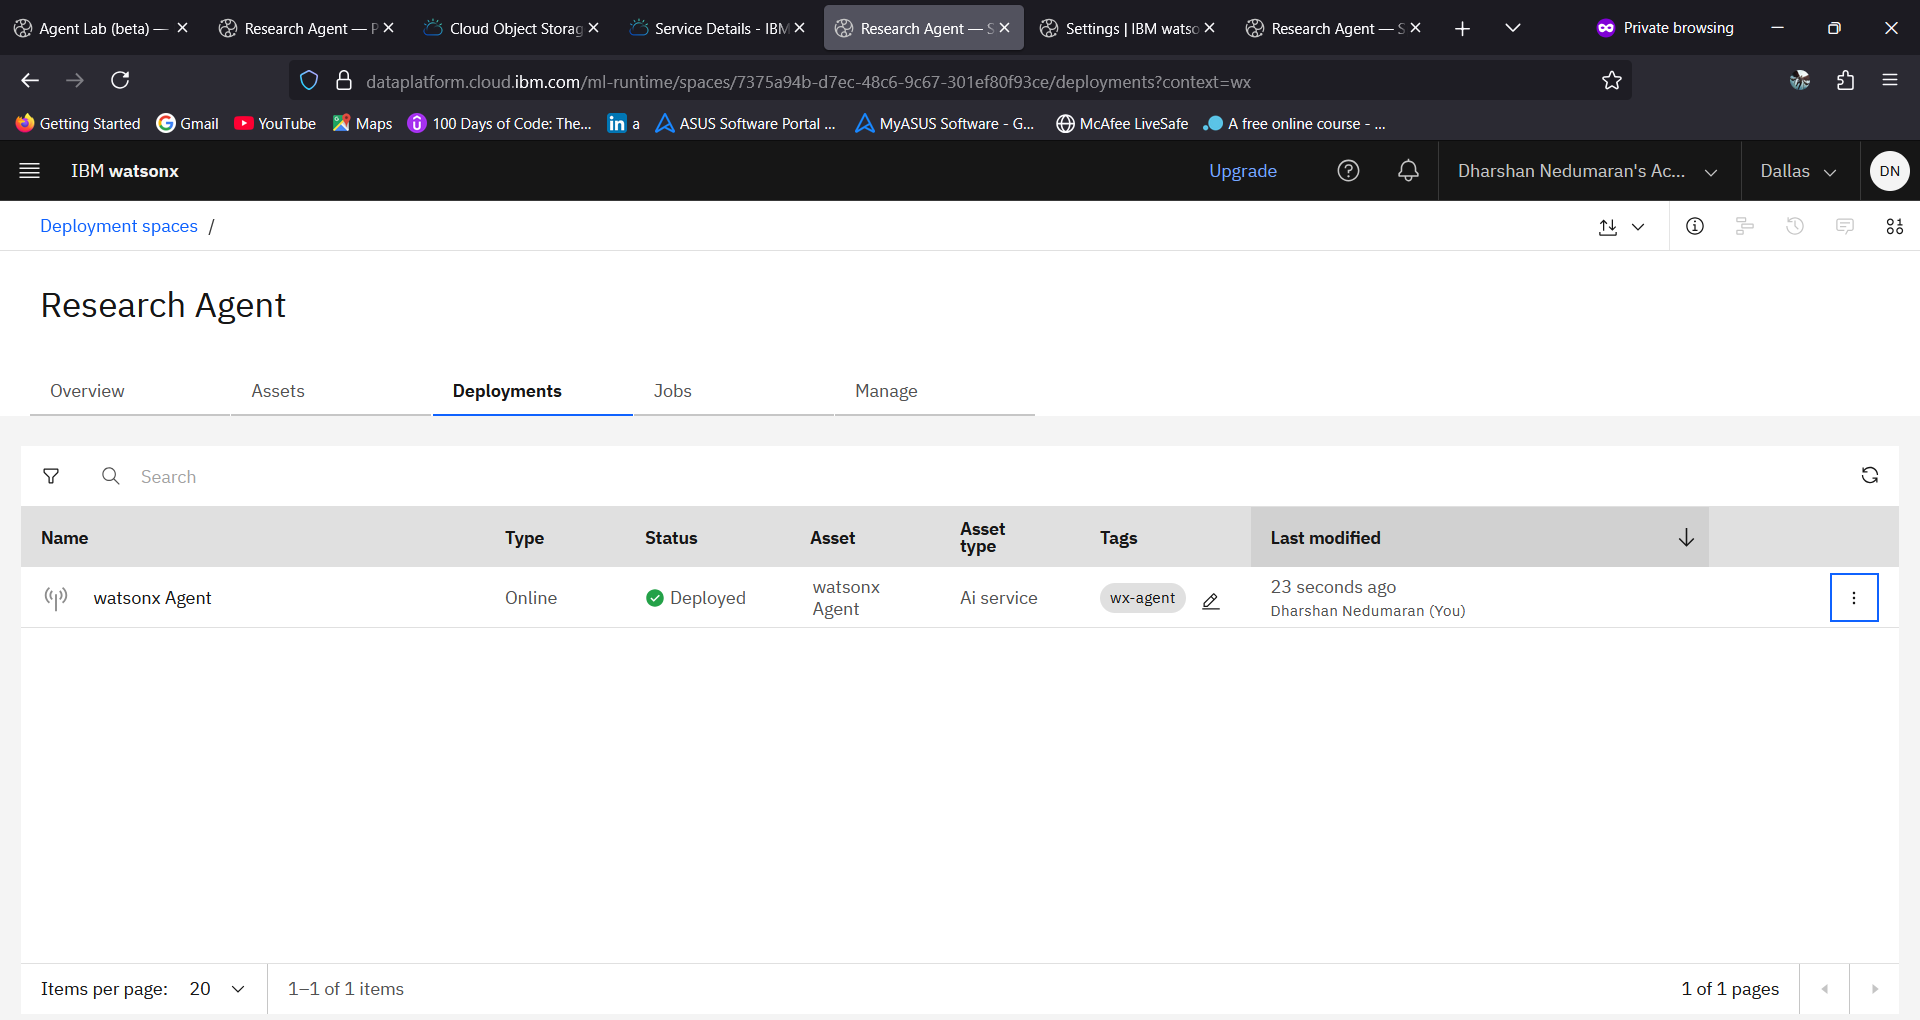 Agent Lab (beta) —
Research Agent — P
Cloud Object Storag
Service Details - IBM
Research Agent — S
Settings | IBM watso
Research Agent — S
Private browsing
dataplatform.cloud.ibm.com/ml-runtime/spaces/7375a94b-d7ec-48c6-9c67-301ef80f93ce/deployments?context=wx
Getting Started
Gmail
YouTube
Maps
100 Days of Code: The...
in a
ASUS Software Portal ...
MyASUS Software - G...
McAfee LiveSafe
A free online course - ...
IBM watsonx
Upgrade
Dharshan Nedumaran's Ac...
Dallas
DN
Deployment spaces /
Research Agent
Overview
Assets
Deployments
Jobs
Manage
Search
Name
Type
Status
Asset
Asset
type
Tags
Last modified
watsonx Agent
Online
Deployed
watsonx
Agent
Ai service
wx-agent
23 seconds ago
Dharshan Nedumaran (You)
Items per page: 20
1–1 of 1 items
1 of 1 pages